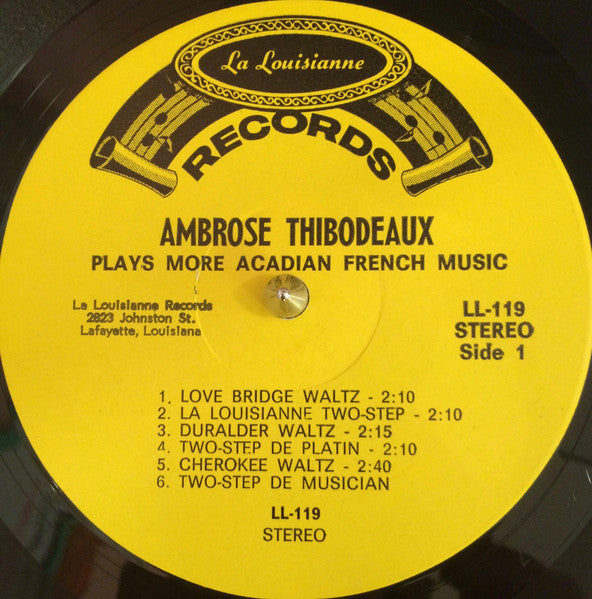 La Louisianne
RECORDS
AMBROSE THIBODEAUX
PLAYS MORE ACADIAN FRENCH MUSIC
La Louisianne Records
2823 Johnston St.
Lafayette, Louisiana
LL-119
STEREO
Side 1
1. LOVE BRIDGE WALTZ - 2:10
2. LA LOUISIANNE TWO-STEP - 2:10
3. DURALDER WALTZ - 2:15
4. TWO-STEP DE PLATIN - 2:10
5. CHEROKEE WALTZ - 2:40
6. TWO-STEP DE MUSICIAN
LL-119
STEREO